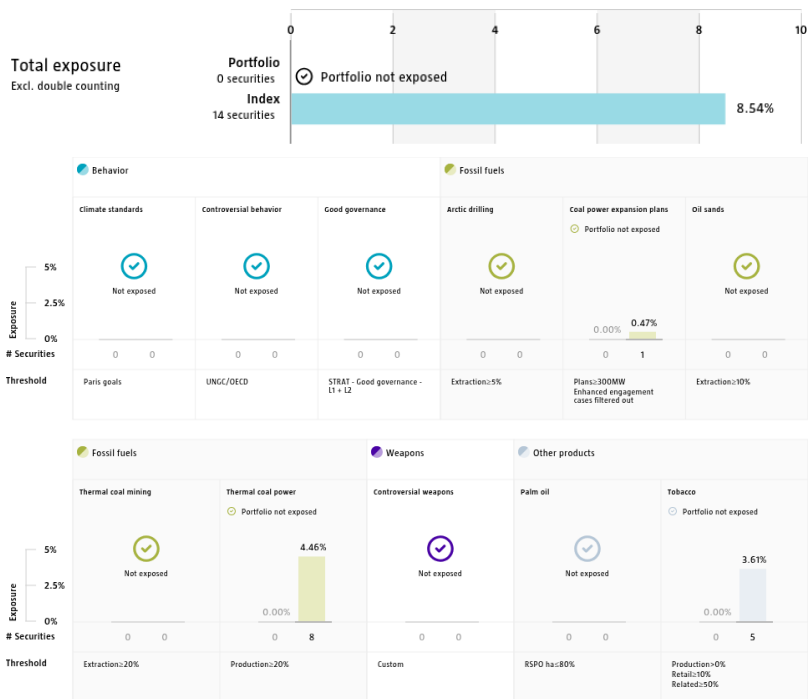 0 2 4 6 8 10
Total exposure
Excl. double counting
Portfolio
0 securities
Portfolio not exposed
Index
14 securities
8.54%
Behavior
Fossil fuels
Climate standards
Controversial behavior
Good governance
Arctic drilling
Coal power expansion plans
Oil sands
Portfolio not exposed
Not exposed
Not exposed
Not exposed
Not exposed
Not exposed
Exposure
5%
2.5%
0%
0.00% 0.47%
# Securities
0 0
0 0
0 0
0 0
0 1
0 0
Threshold
Paris goals
UNGC/OECD
STRAT - Good governance -
L1 + L2
Extraction≥5%
Plans≥300MW
Enhanced engagement
cases filtered out
Extraction≥10%
Fossil fuels
Weapons
Other products
Thermal coal mining
Thermal coal power
Controversial weapons
Palm oil
Tobacco
Portfolio not exposed
Portfolio not exposed
Not exposed
Not exposed
Not exposed
Exposure
5%
2.5%
0%
0.00% 4.46%
0.00% 3.61%
# Securities
0 0
0 8
0 0
0 0
0 5
Threshold
Extraction≥20%
Production≥20%
Custom
RSPO ha≤80%
Production>0%
Retail≥10%
Related≥50%